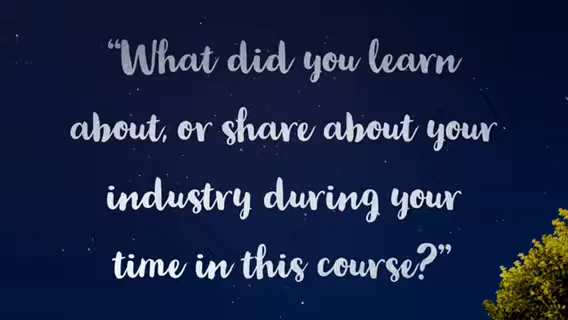 “What did you learn
about, or share about your
industry during your
time in this course?”